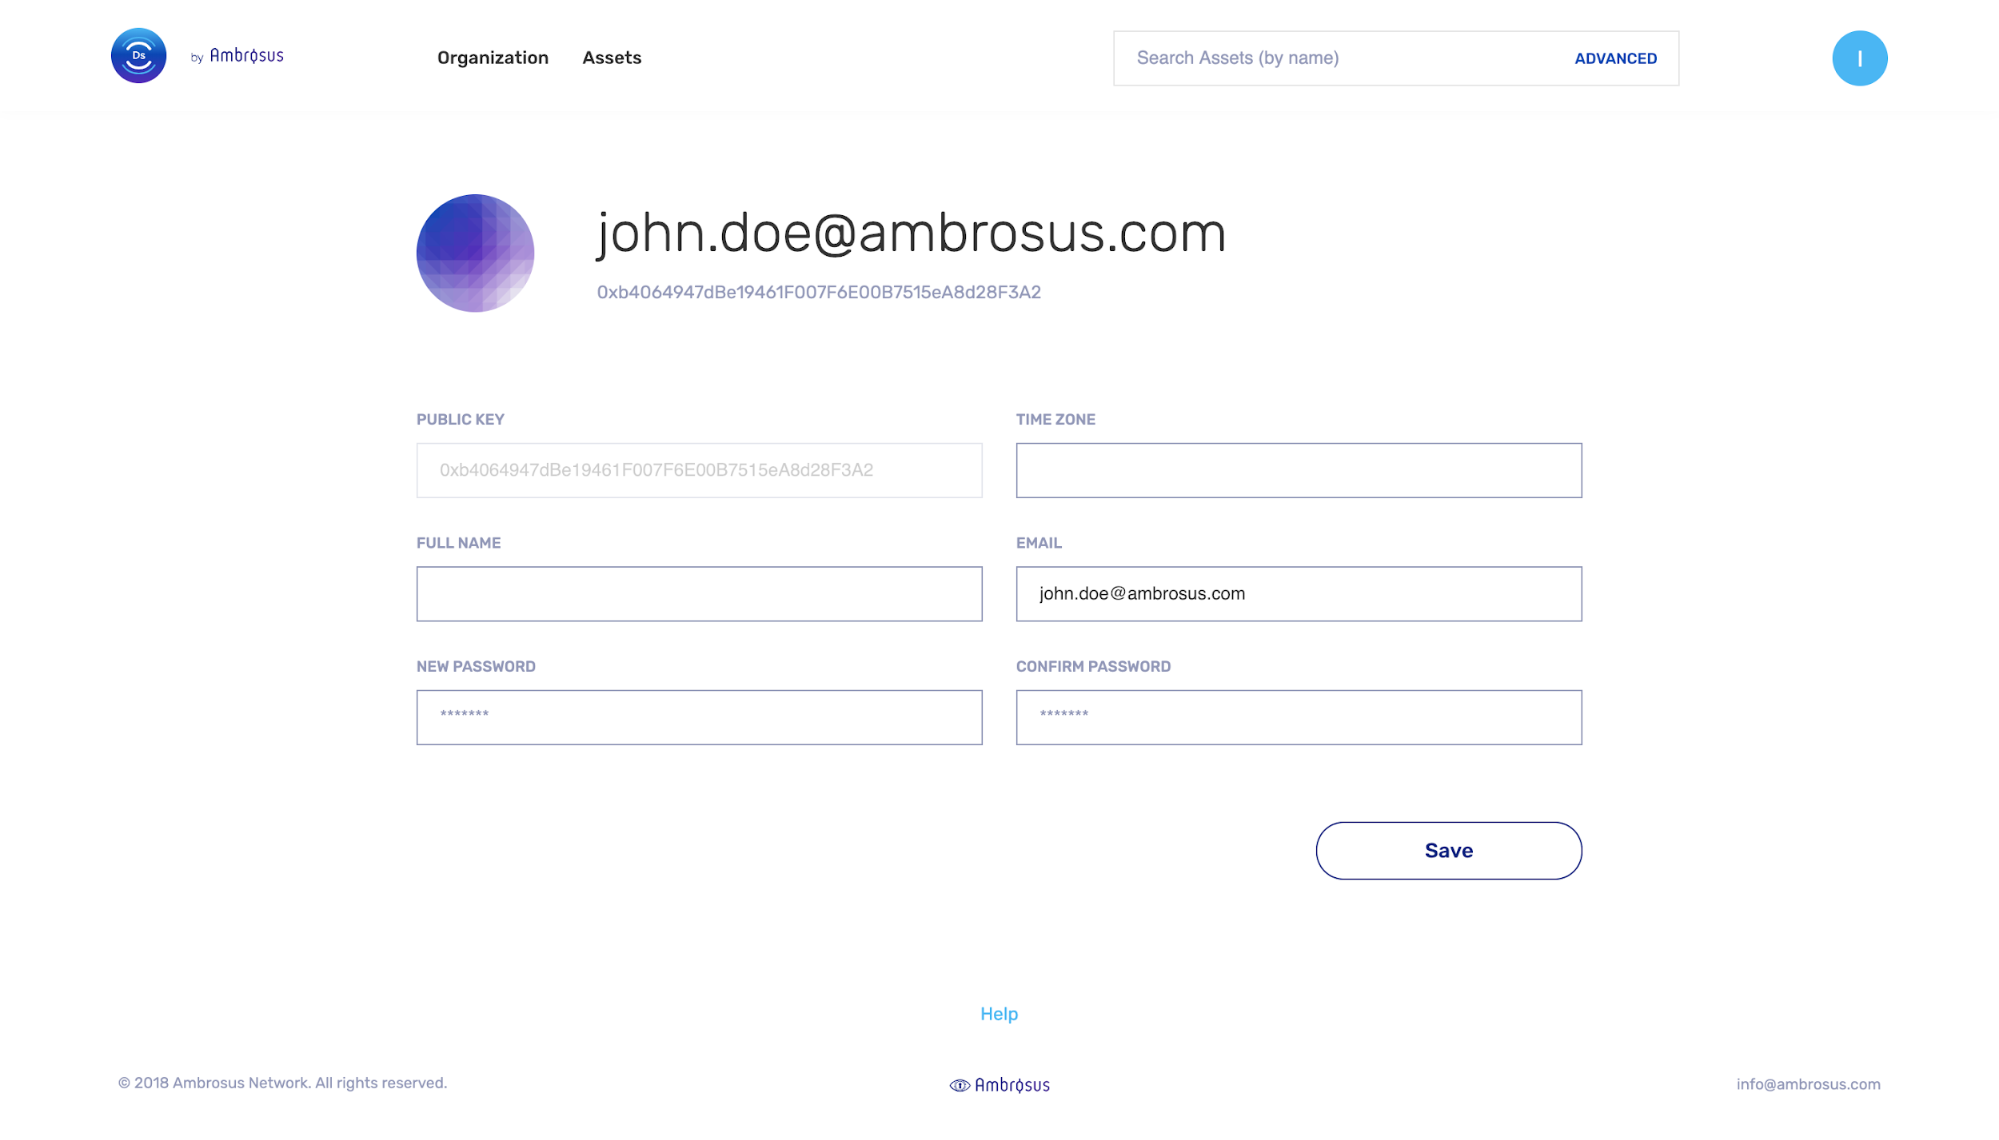 Ds by Ambrosus Organization Assets Search Assets (by name) ADVANCED I
john.doe@ambrosus.com
0xb4064947dBe19461F007F6E00B7515eA8d28F3A2
PUBLIC KEY TIME ZONE
0xb4064947dBe19461F007F6E00B7515eA8d28F3A2
FULL NAME EMAIL
john.doe@ambrosus.com
NEW PASSWORD CONFIRM PASSWORD
******* *******
Save
Help
© 2018 Ambrosus Network. All rights reserved. Ambrosus info@ambrosus.com